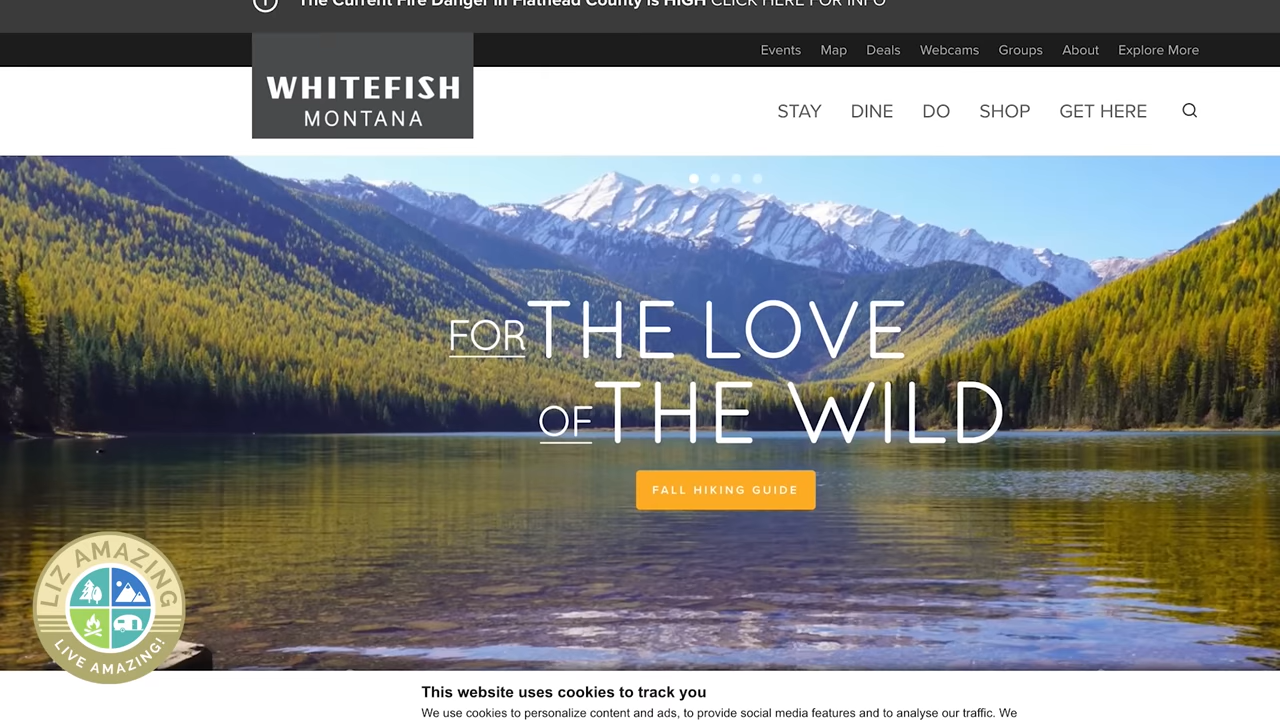 The Current Fire Danger in Flathead County is HIGH CLICK HERE FOR INFO
Events Map Deals Webcams Groups About Explore More
WHITEFISH
MONTANA
STAY DINE DO SHOP GET HERE
FOR THE LOVE
OF THE WILD
FALL HIKING GUIDE
LIZ AMAZING
LIVE AMAZING!
This website uses cookies to track you
We use cookies to personalize content and ads, to provide social media features and to analyse our traffic. We